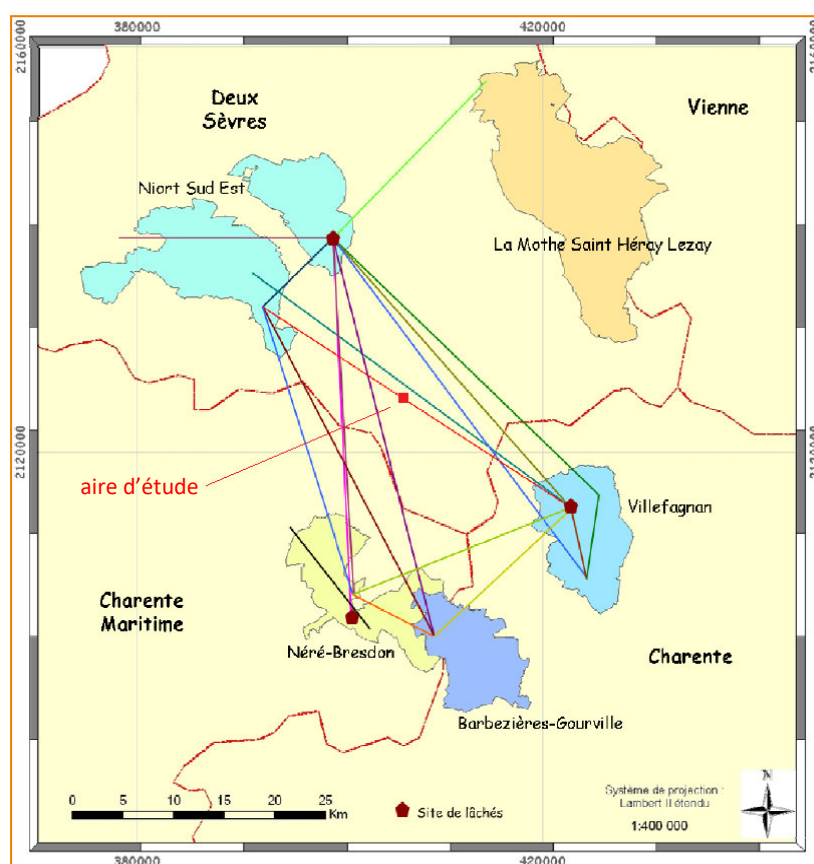 380000
420000
2160000
2160000
Deux
Sèvres
Vienne
Niort Sud Est
La Mothe Saint Héray Lezay
2120000
2120000
aire d'étude
Villefagnan
Charente
Maritime
Néré-Bresdon
Charente
Barbezières-Gourville
0 5 10 15 20 25
Km
Site de lâchés
Système de projection :
Lambert II étendu
1:400 000
N
380000
420000